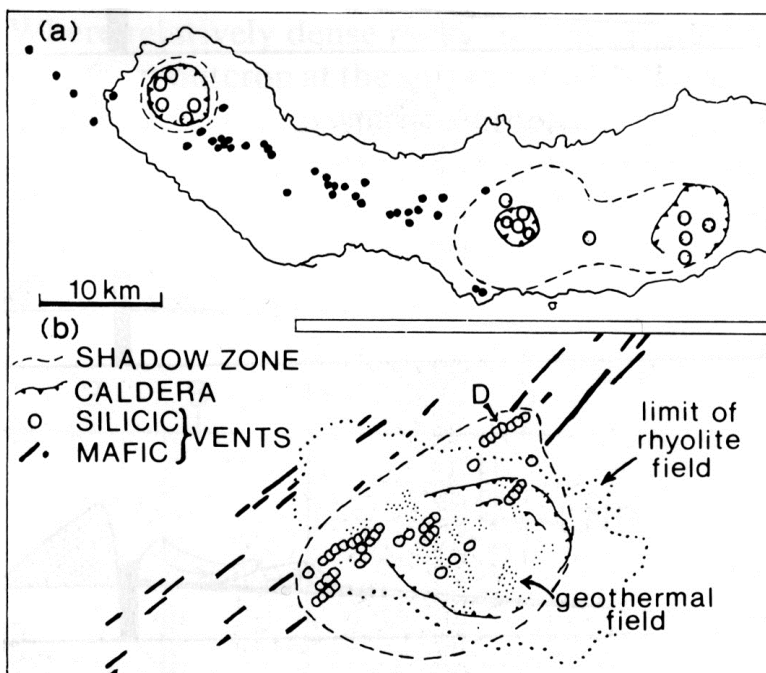 (a)
10 km
(b)
SHADOW ZONE
CALDERA
SILICIC
MAFIC
VENTS
D
limit of
rhyolite
field
geothermal
field